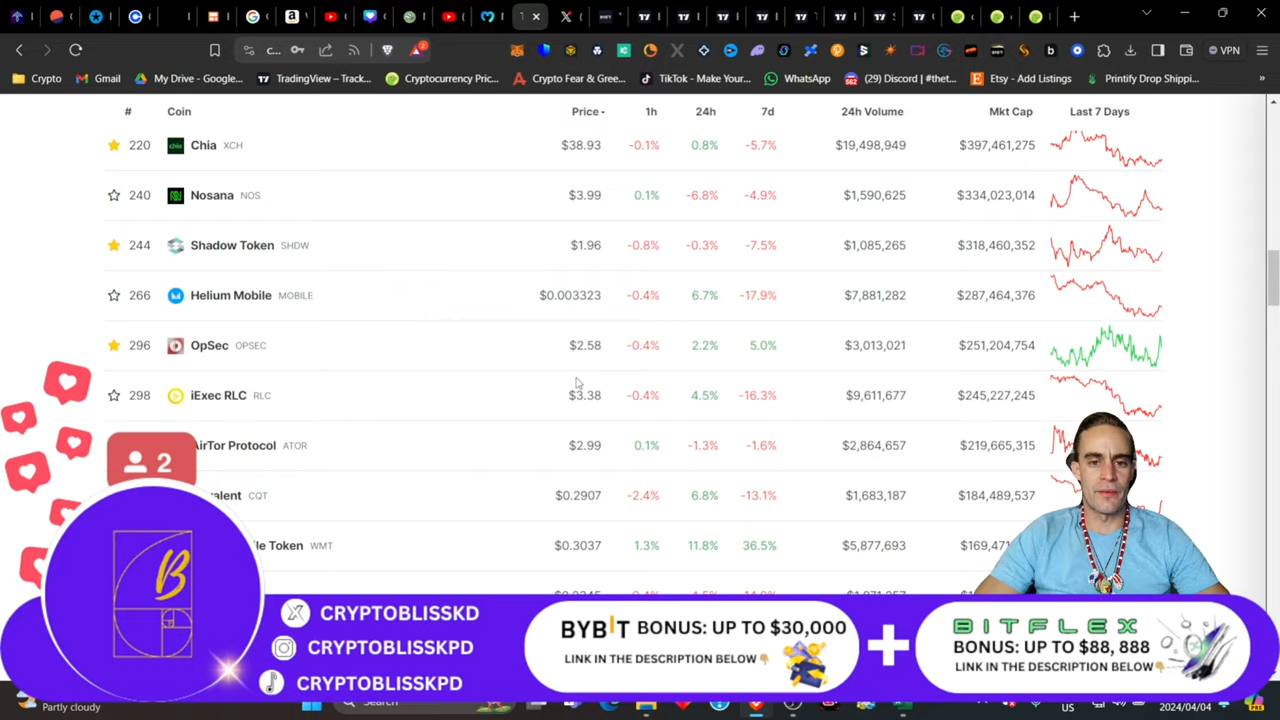 2
c...
VPN
Crypto
Gmail
My Drive - Google...
TradingView – Track...
Cryptocurrency Pric...
Crypto Fear & Gree...
TikTok - Make Your...
WhatsApp
(29) Discord | #thet...
Etsy - Add Listings
Printify Drop Shippi...
# Coin Price 1h 24h 7d 24h Volume Mkt Cap Last 7 Days
220 Chia XCH $38.93 -0.1% 0.8% -5.7% $19,498,949 $397,461,275
240 Nosana NOS $3.99 0.1% -6.8% -4.9% $1,590,625 $334,023,014
244 Shadow Token SHDW $1.96 -0.8% -0.3% -7.5% $1,085,265 $318,460,352
266 Helium Mobile MOBILE $0.003323 -0.4% 6.7% -17.9% $7,881,282 $287,464,376
296 OpSec OPSEC $2.58 -0.4% 2.2% 5.0% $3,013,021 $251,204,754
298 iExec RLC RLC $3.38 -0.4% 4.5% -16.3% $9,611,677 $245,227,245
AirTor Protocol ATOR $2.99 0.1% -1.3% -1.6% $2,864,657 $219,665,315
valent CQT $0.2907 -2.4% 6.8% -13.1% $1,683,187 $184,489,537
le Token WMT $0.3037 1.3% 11.8% 36.5% $5,877,693 $169,471
2
B
CRYPTOBLISSKD
CRYPTOBLISSKPD
CRYPTOBLISSKPD
BYBIT BONUS: UP TO $30,000
LINK IN THE DESCRIPTION BELOW
BITFLEX
BONUS: UP TO $88, 888
LINK IN THE DESCRIPTION BELOW
Partly cloudy
Search
US
2024/04/04